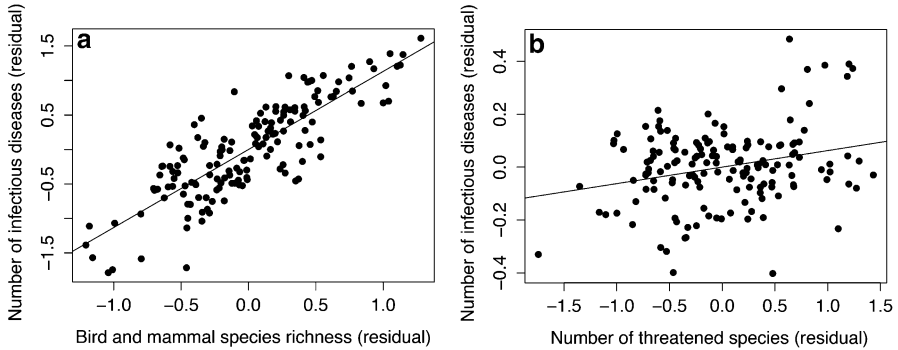 a
Number of infectious diseases (residual)
1.5
0.5
−0.5
−1.5
−1.0 −0.5 0.0 0.5 1.0
Bird and mammal species richness (residual)
b
Number of infectious diseases (residual)
0.4
0.2
0.0
−0.2
−0.4
−1.5 −1.0 −0.5 0.0 0.5 1.0 1.5
Number of threatened species (residual)